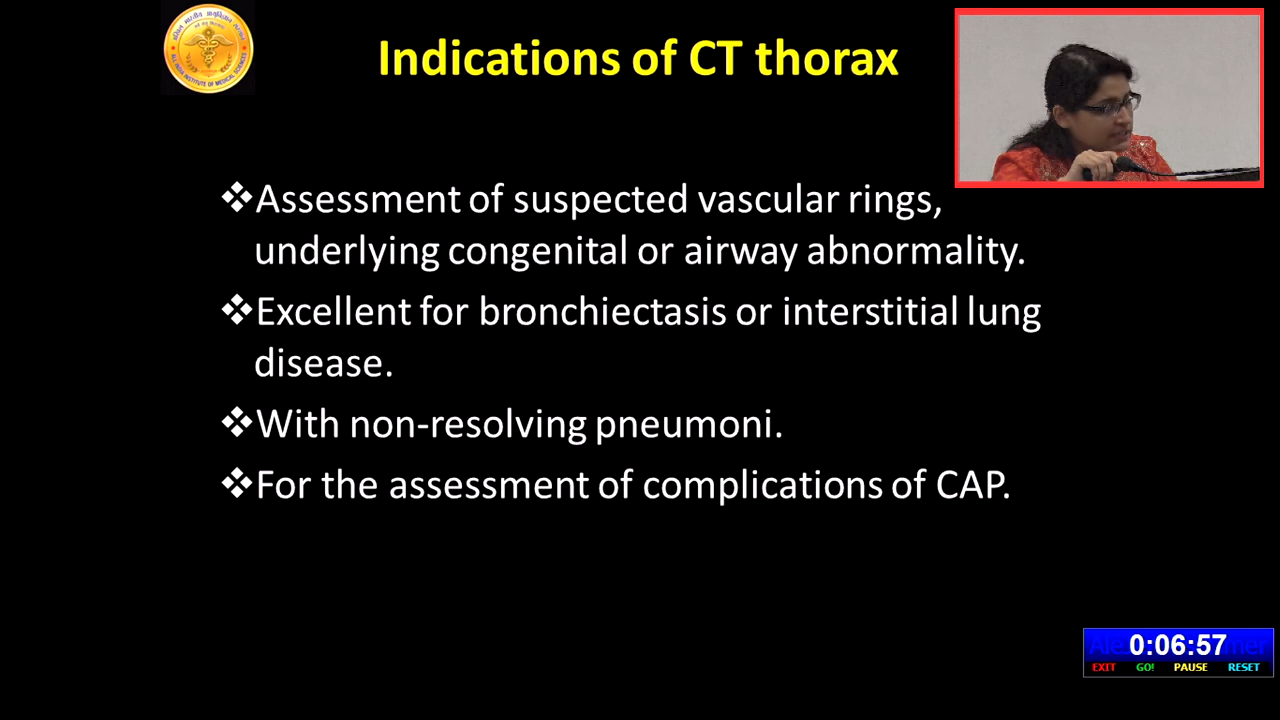 Indications of CT thorax
❖Assessment of suspected vascular rings,
underlying congenital or airway abnormality.
❖Excellent for bronchiectasis or interstitial lung
disease.
❖With non-resolving pneumoni.
❖For the assessment of complications of CAP.
0:06:57
EXIT GO! PAUSE RESET